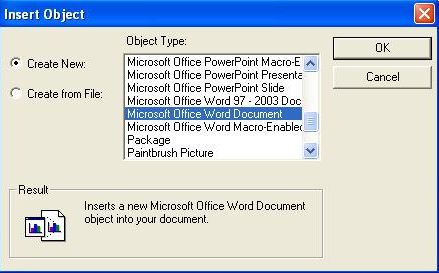 Insert Object
Object Type:
OK
Cancel
Create New:
Create from File:
Microsoft Office PowerPoint Macro-E
Microsoft Office PowerPoint Presenta
Microsoft Office PowerPoint Slide
Microsoft Office Word 97 - 2003 Doc
Microsoft Office Word Document
Microsoft Office Word Macro-Enabled
Package
Paintbrush Picture
Result
Inserts a new Microsoft Office Word Document
object into your document.